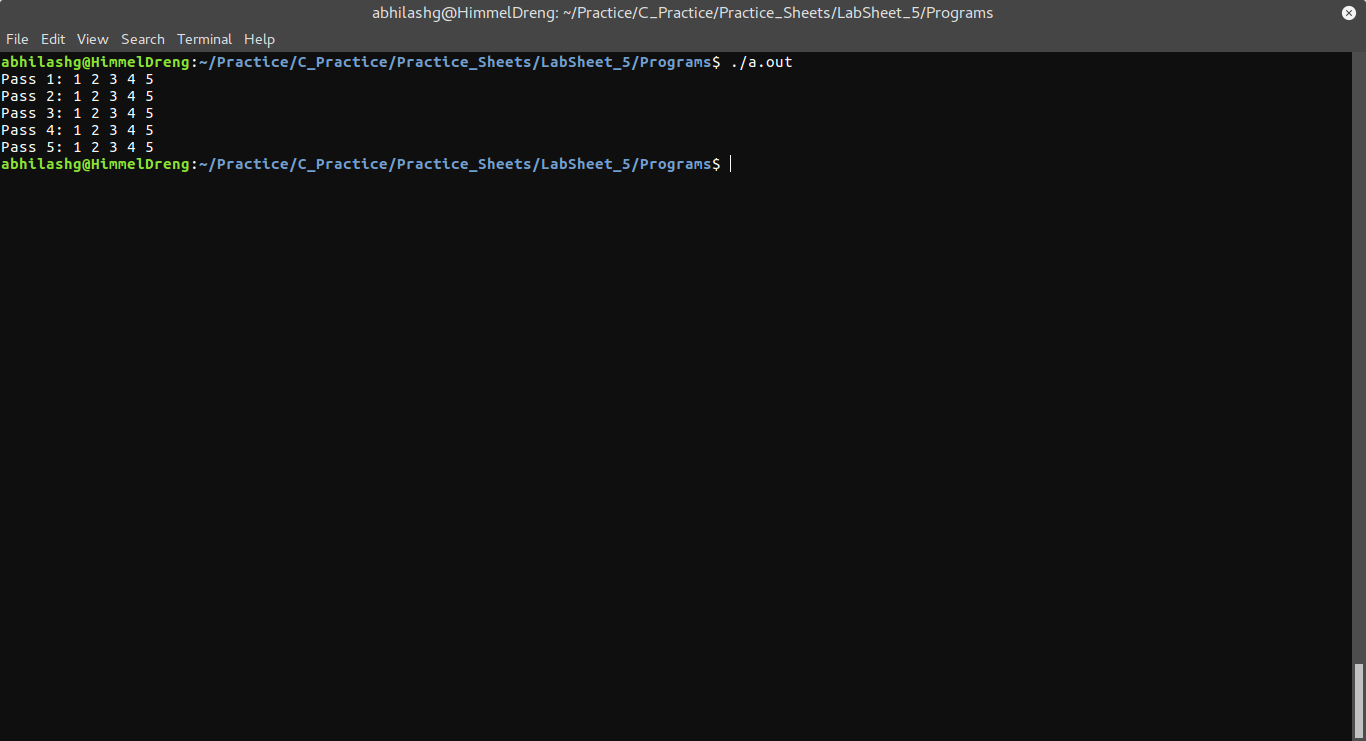 abhilashg@HimmelDreng: ~/Practice/C_Practice/Practice_Sheets/LabSheet_5/Programs
File Edit View Search Terminal Help
abhilashg@HimmelDreng:~/Practice/C_Practice/Practice_Sheets/LabSheet_5/Programs$ ./a.out
Pass 1: 1 2 3 4 5
Pass 2: 1 2 3 4 5
Pass 3: 1 2 3 4 5
Pass 4: 1 2 3 4 5
Pass 5: 1 2 3 4 5
abhilashg@HimmelDreng:~/Practice/C_Practice/Practice_Sheets/LabSheet_5/Programs$